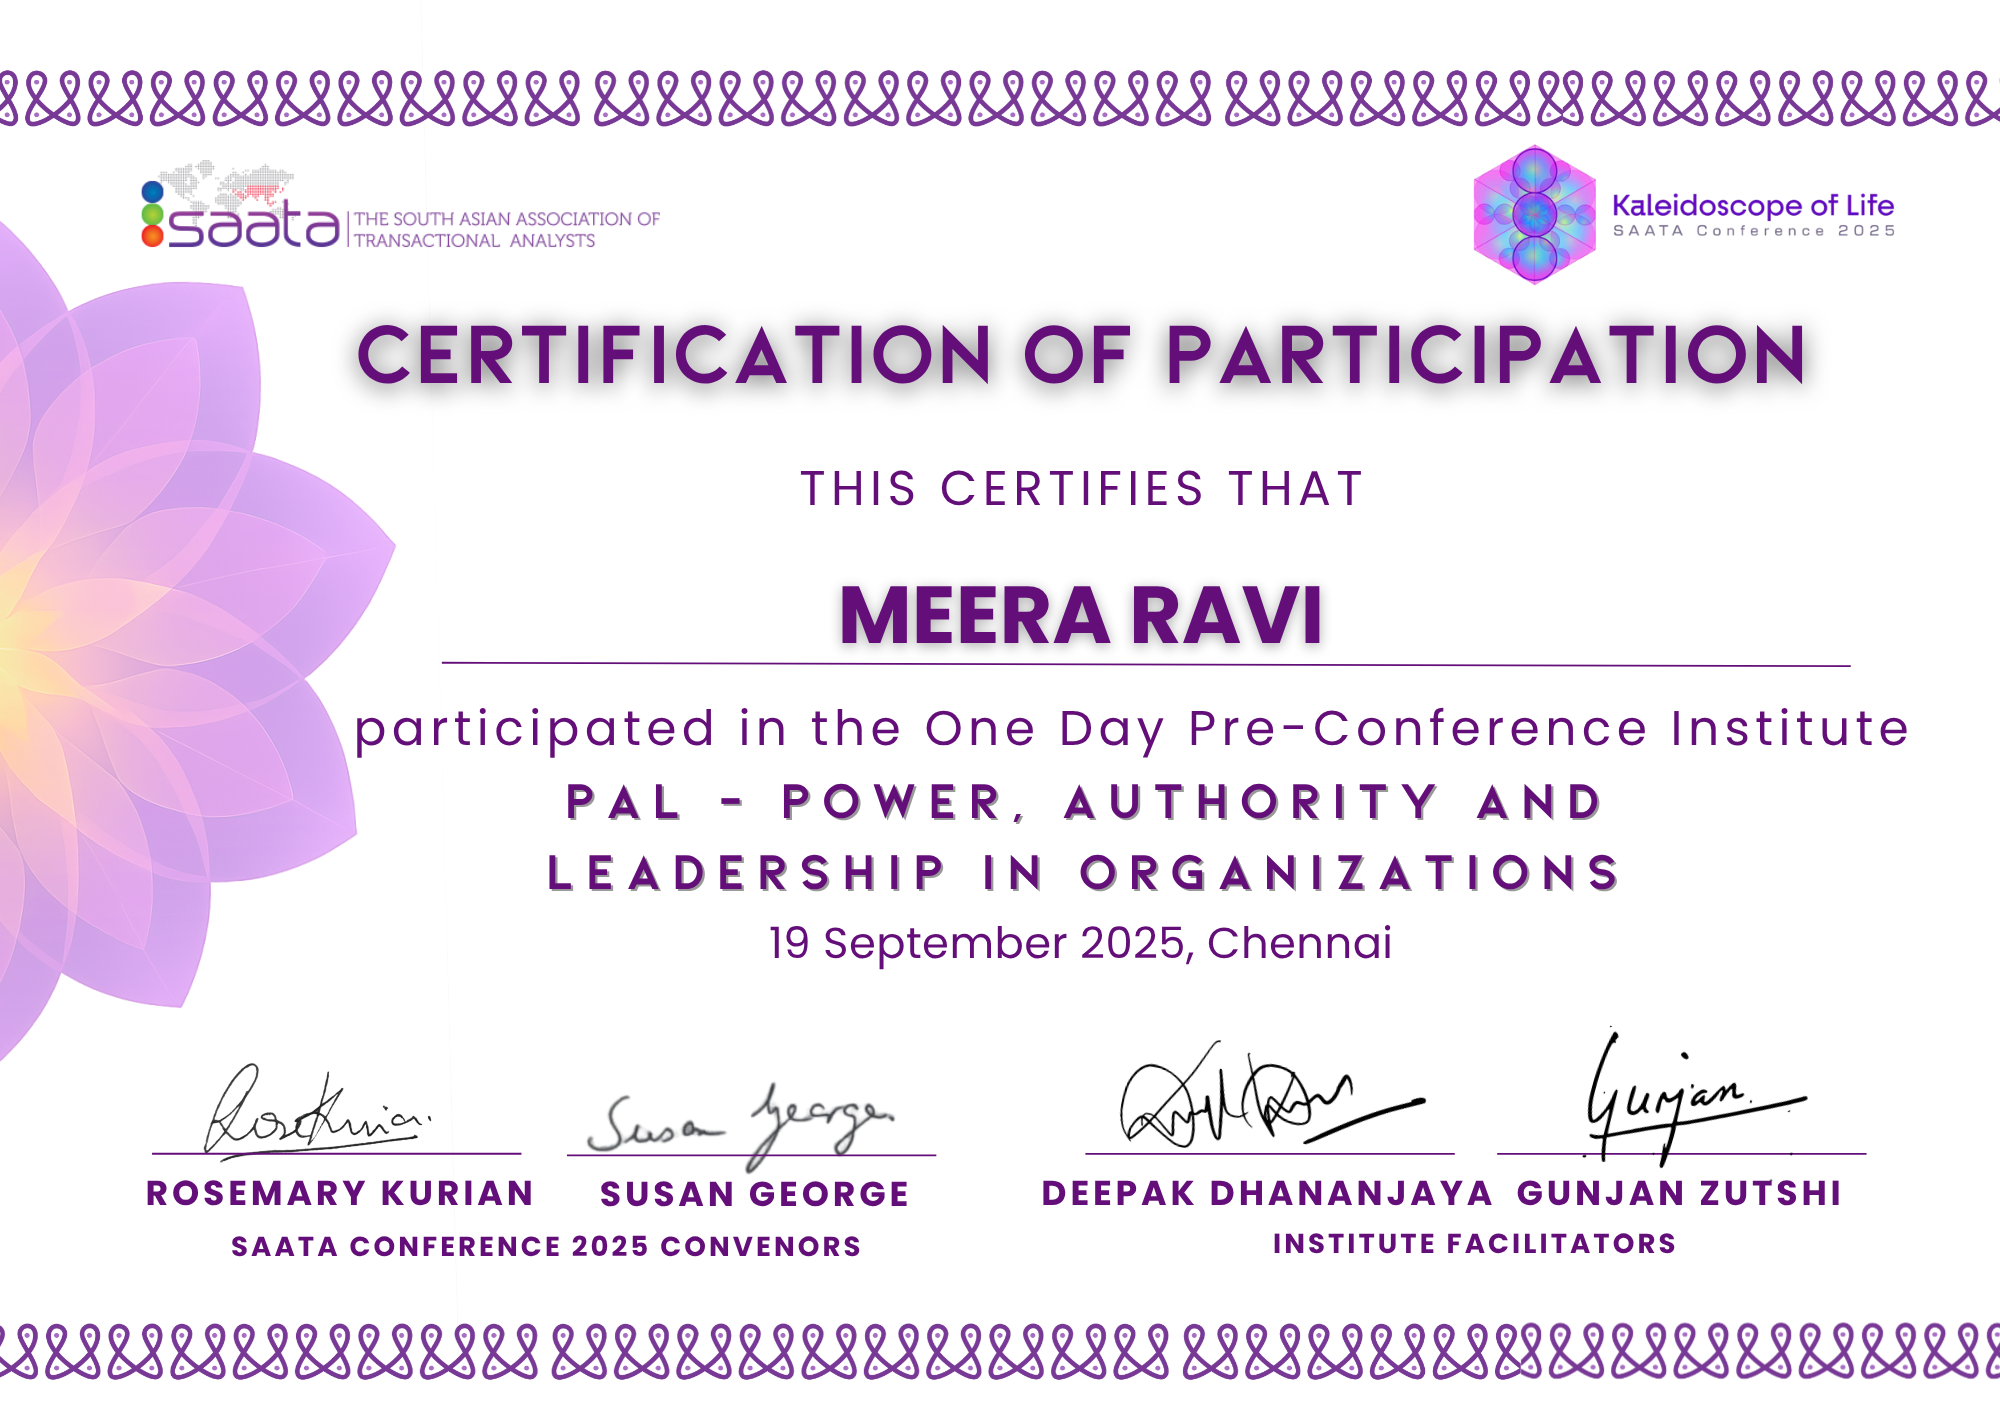 saata
THE SOUTH ASIAN ASSOCIATION OF
TRANSACTIONAL ANALYSTS
Kaleidoscope of Life
SAATA Conference 2025
CERTIFICATION OF PARTICIPATION
THIS CERTIFIES THAT
MEERA RAVI
participated in the One Day Pre-Conference Institute
PAL - POWER, AUTHORITY AND
LEADERSHIP IN ORGANIZATIONS
19 September 2025, Chennai
Susan George
Gunjan
ROSEMARY KURIAN
SUSAN GEORGE
DEEPAK DHANANJAYA
GUNJAN ZUTSHI
SAATA CONFERENCE 2025 CONVENORS
INSTITUTE FACILITATORS